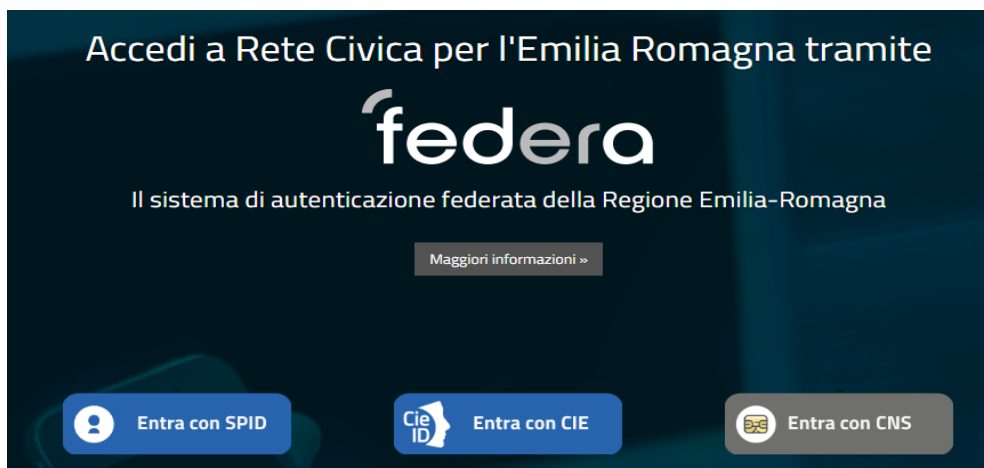 Accedi a Rete Civica per l'Emilia Romagna tramite
federa
Il sistema di autenticazione federata della Regione Emilia-Romagna
Maggiori informazioni »
Entra con SPID
Cie
ID
Entra con CIE
Entra con CNS